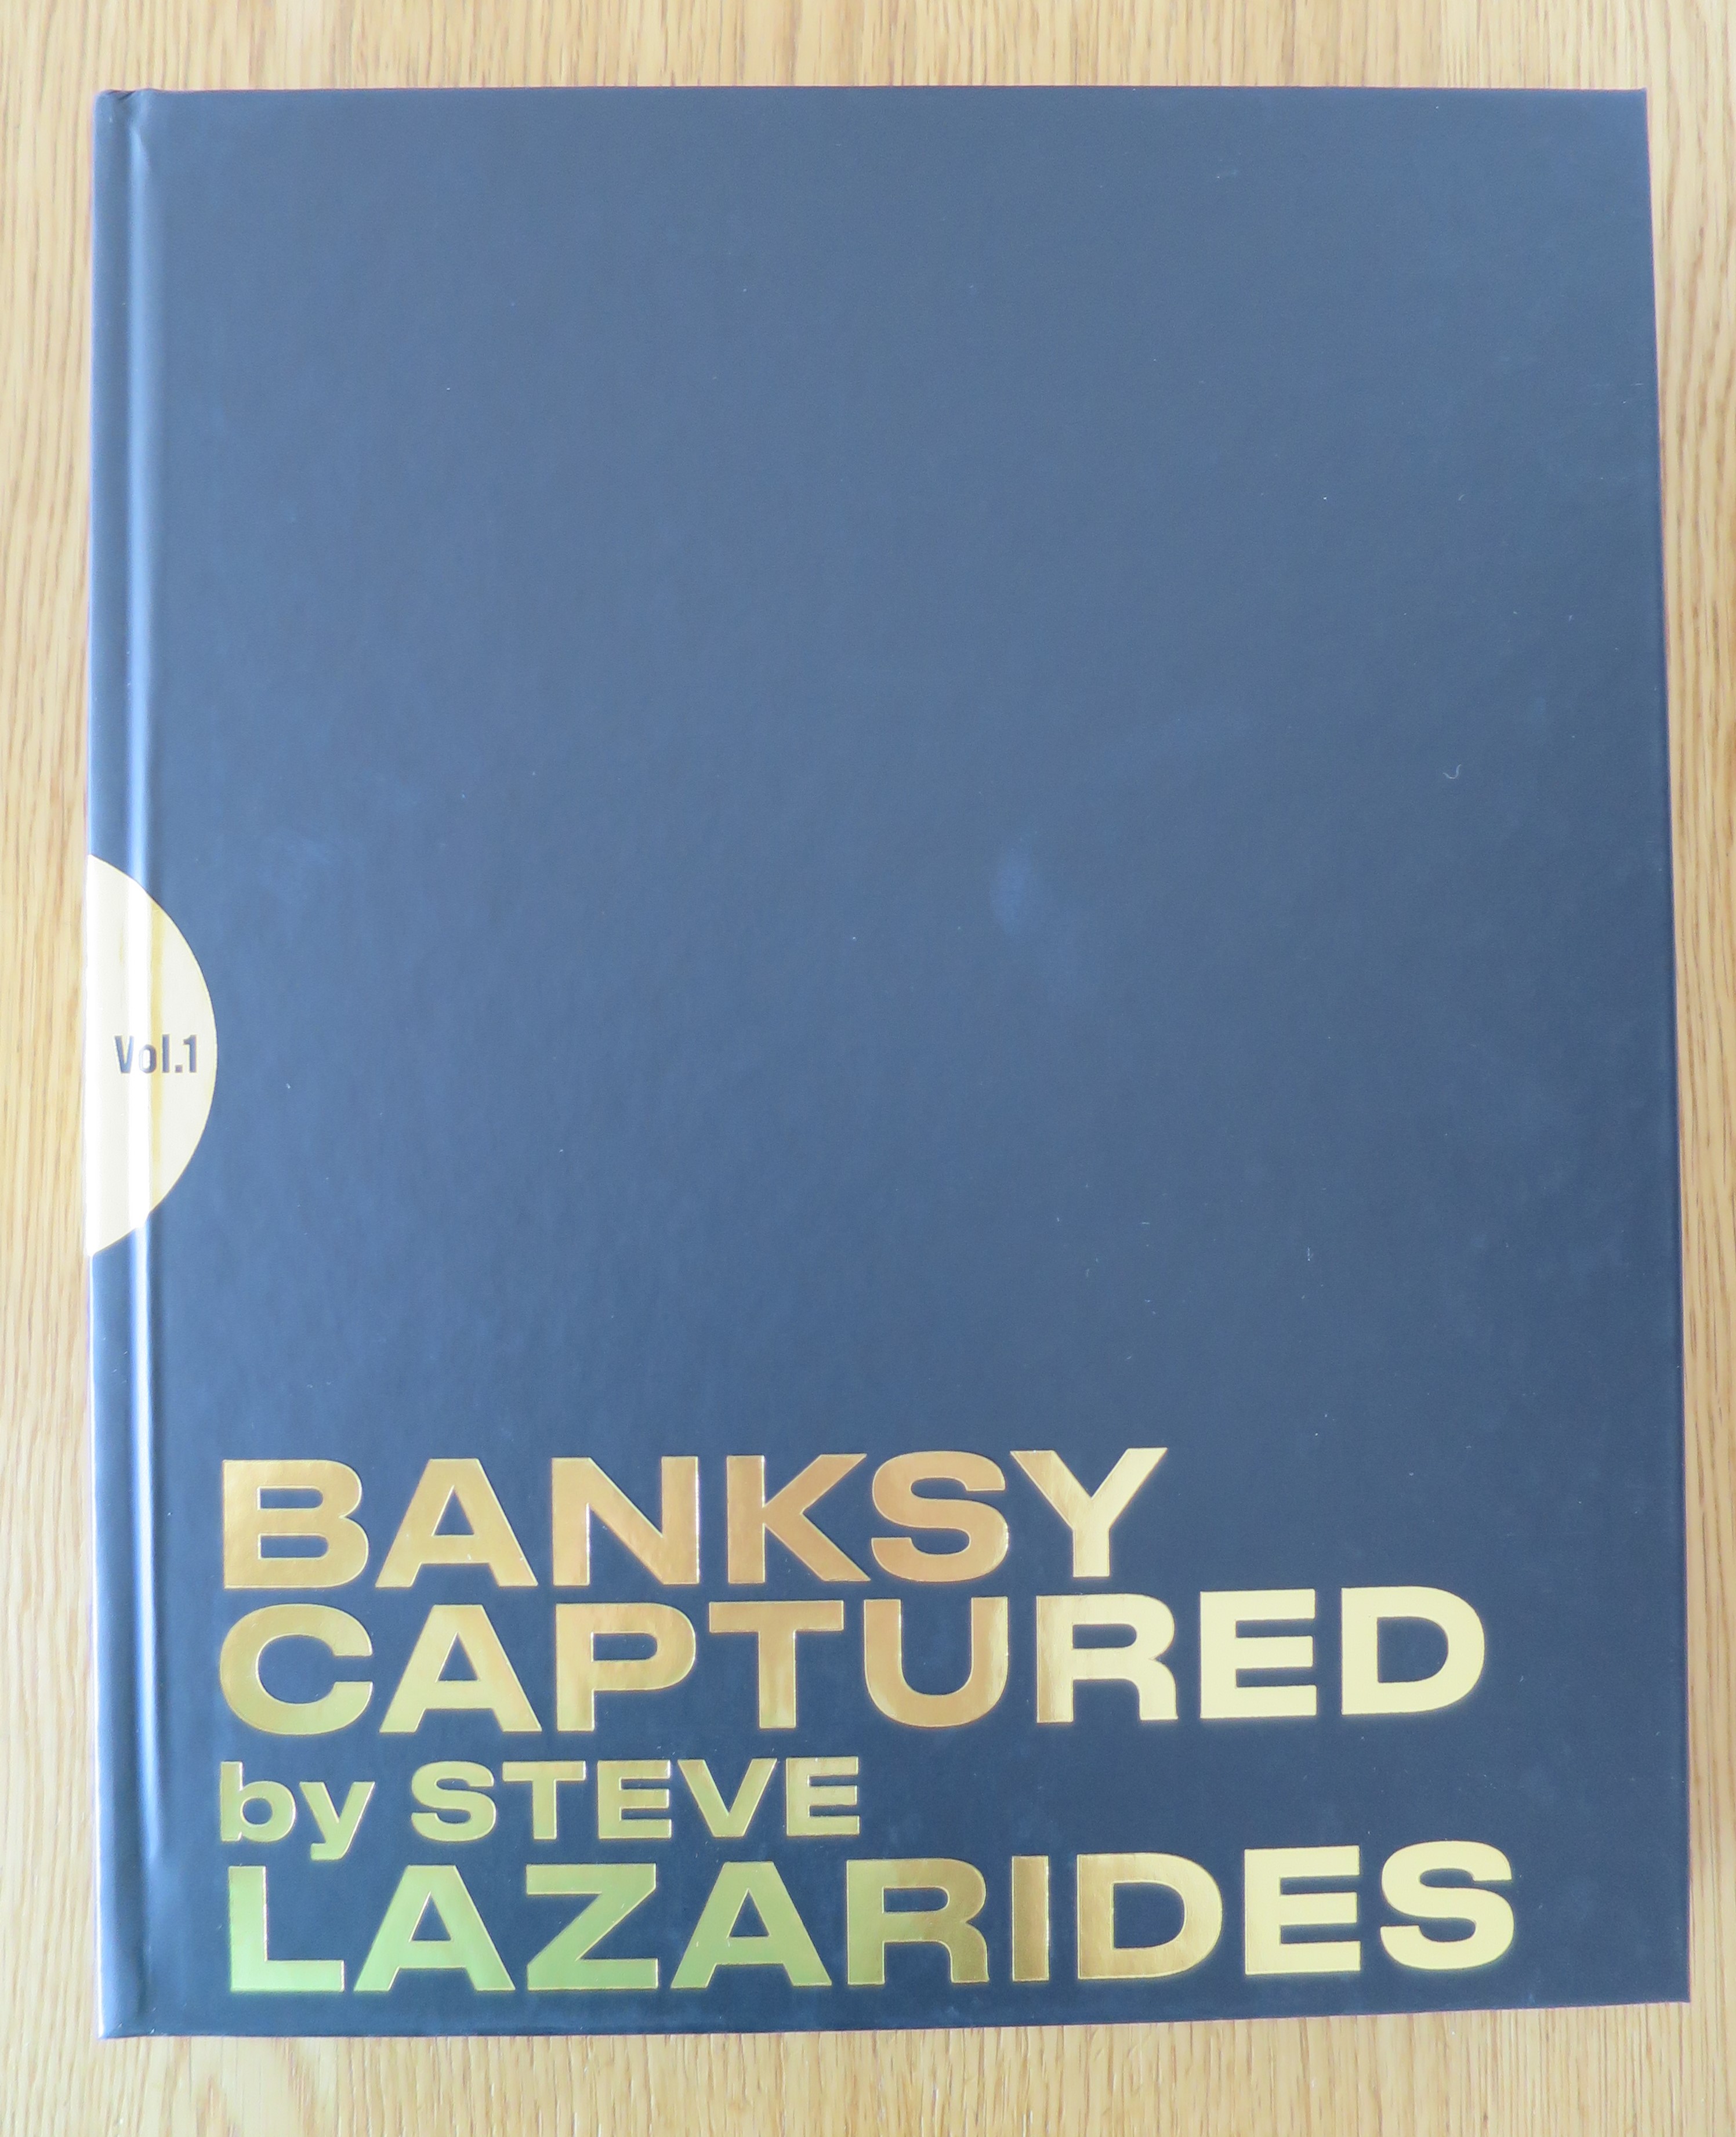 Vol.1
BANKSY
CAPTURED
by STEVE
LAZARIDES